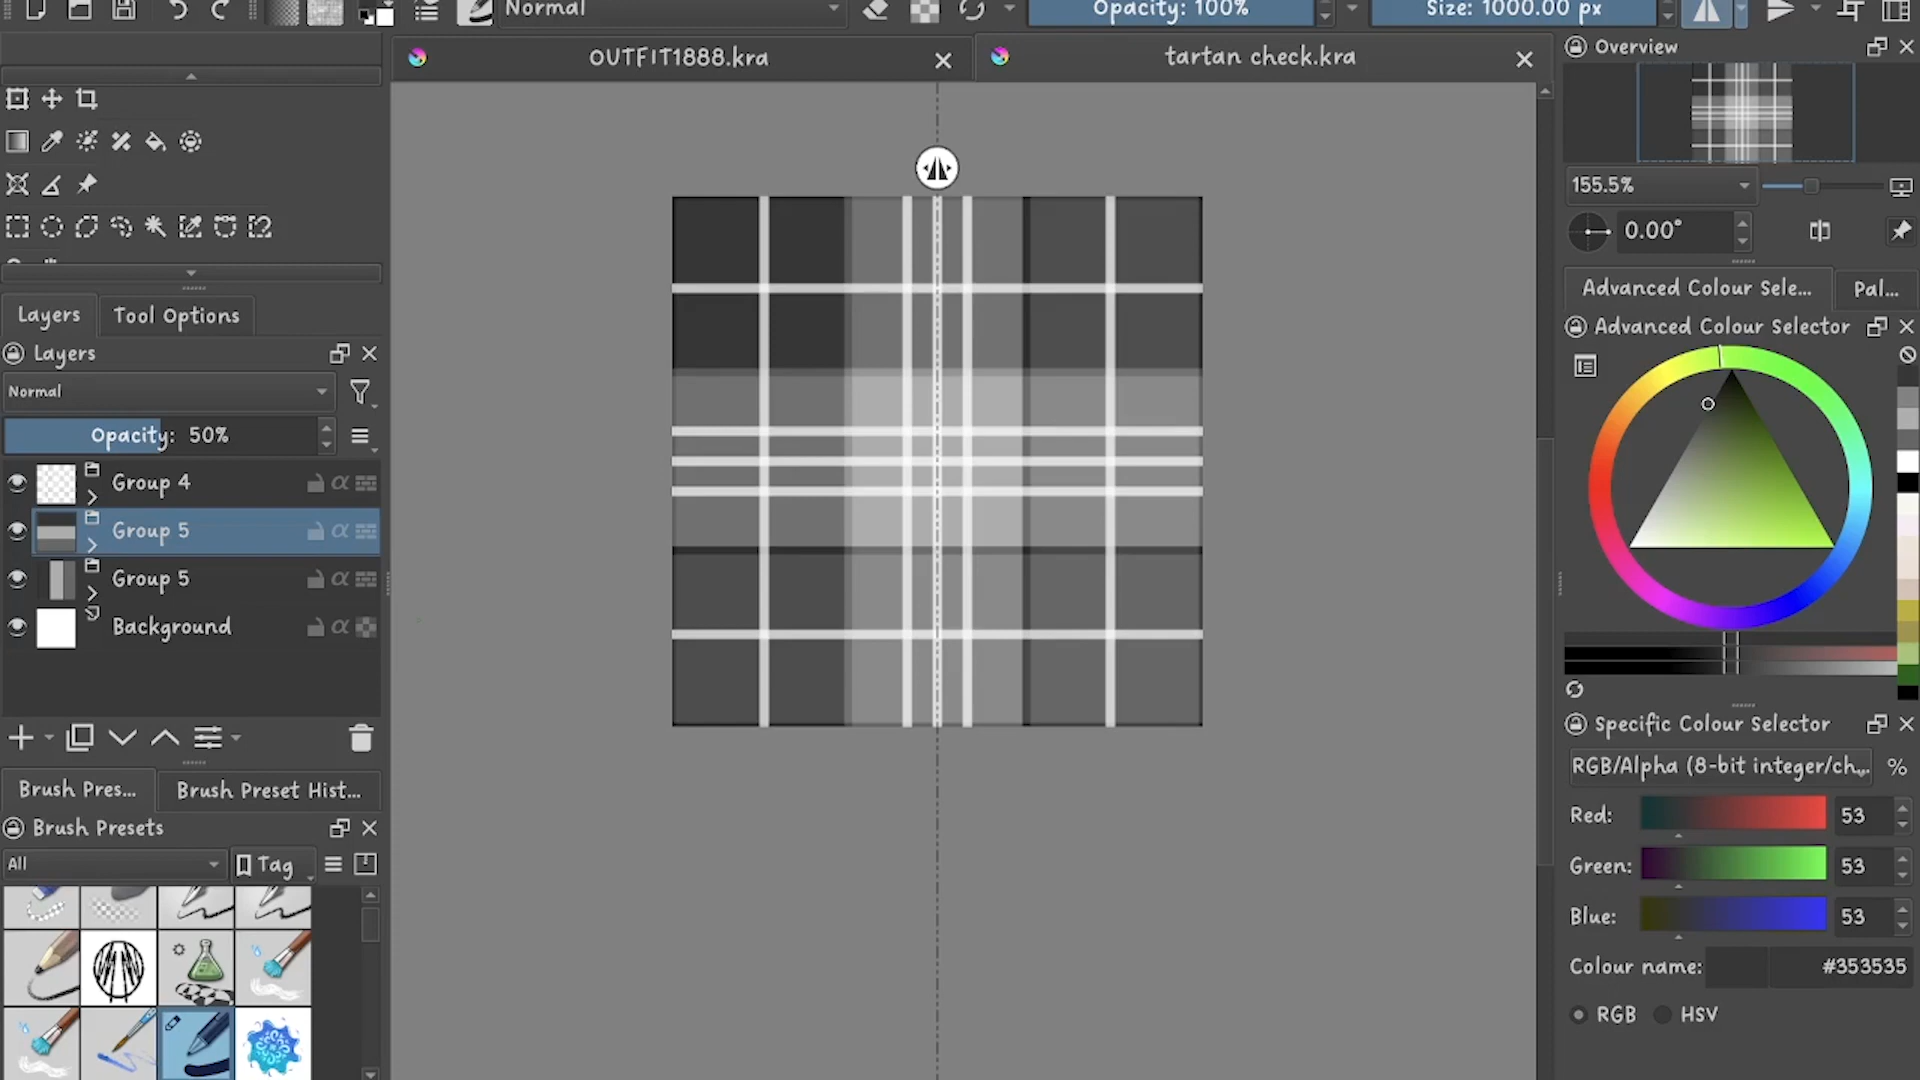 Normal
Opacity: 100%
Size: 1000.00 px
OUTFIT1888.kra
tartan check.kra
Overview
155.5%
0.00°
Layers
Tool Options
Layers
Normal
Opacity: 50%
Group 4
Group 5
Group 5
Background
Advanced Colour Sele...
Pal...
Advanced Colour Selector
Specific Colour Selector
RGB/Alpha (8-bit integer/ch...
%
Red:
53
Green:
53
Blue:
53
Colour name:
#353535
RGB
HSV
Brush Pres...
Brush Preset Hist...
Brush Presets
All
Tag